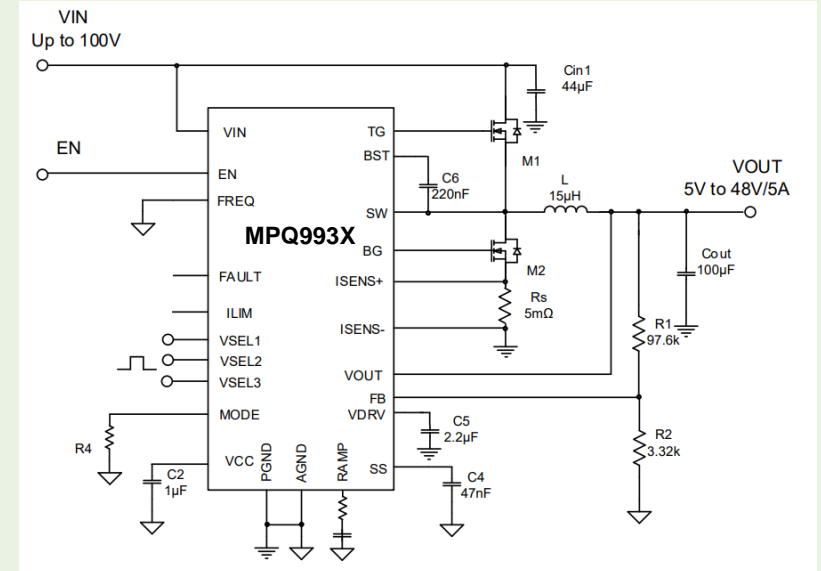 VIN
Up to 100V
Cin1
44µF
EN
VIN
TG
BST
M1
EN
C6
220nF
L
15µH
VOUT
5V to 48V/5A
FREQ
SW
MPQ993X
BG
M2
Cout
100µF
FAULT
ISENS+
Rs
5mΩ
ILIM
ISENS-
R1
97.6k
VSEL1
VSEL2
VSEL3
VOUT
FB
MODE
VDRV
C5
2.2µF
R4
R2
3.32k
VCC
PGND
AGND
RAMP
SS
C2
1µF
C4
47nF